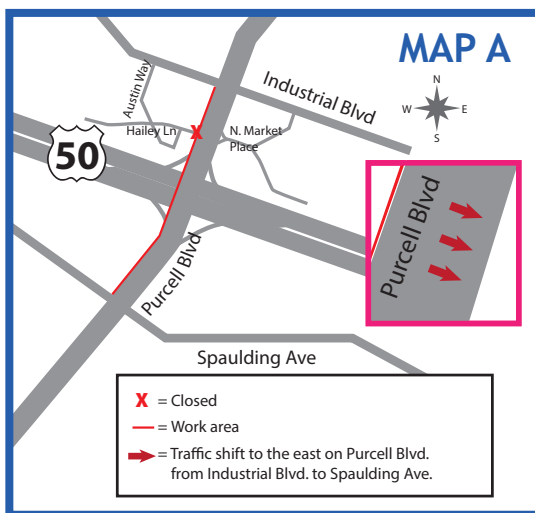 MAP A
N
W E
S
Industrial Blvd
Austin Way
Hailey Ln
X
N. Market
Place
50
Purcell Blvd
Purcell Blvd
Spaulding Ave
X = Closed
= Work area
= Traffic shift to the east on Purcell Blvd.
from Industrial Blvd. to Spaulding Ave.